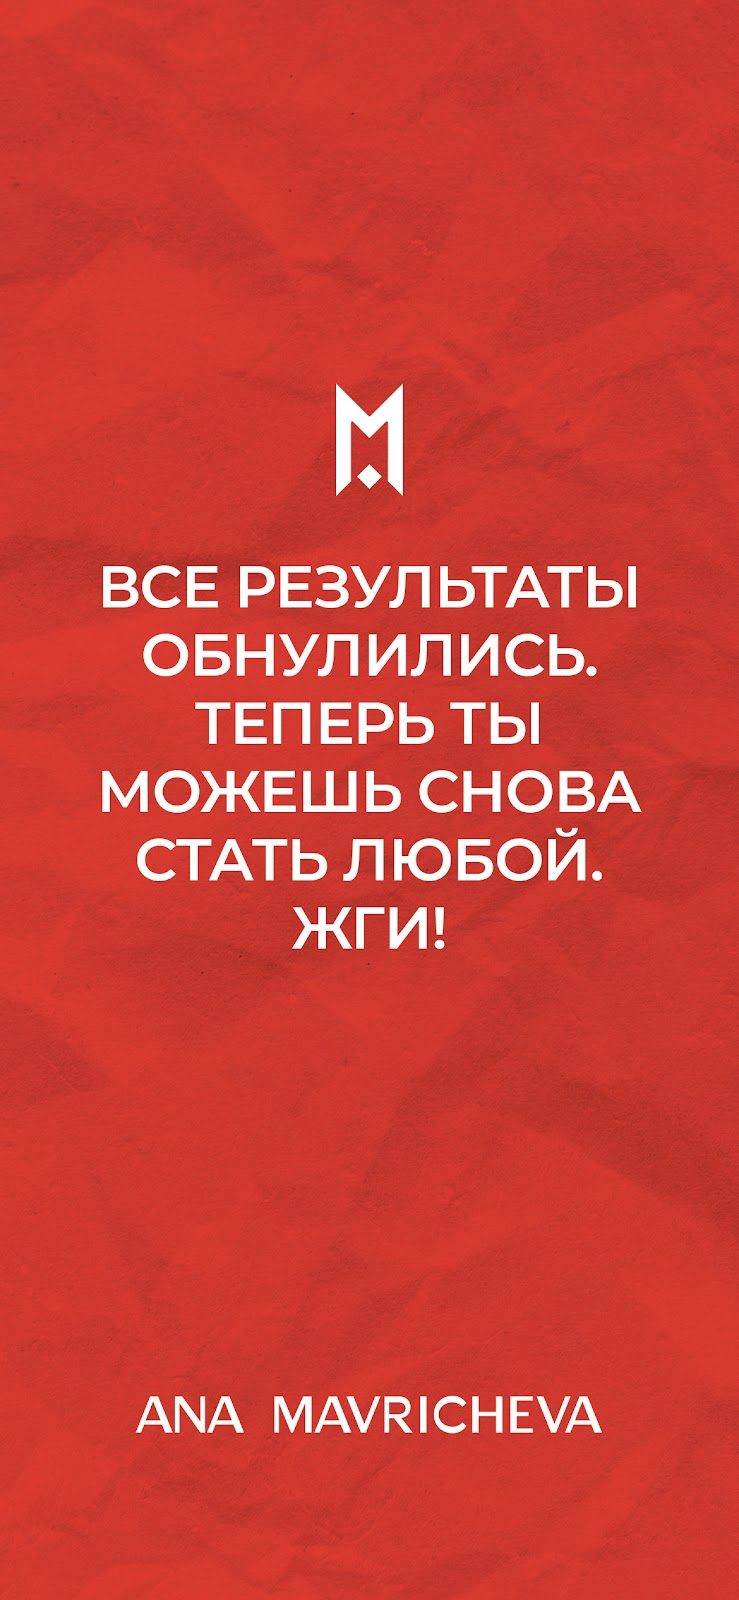 М
ВСЕ РЕЗУЛЬТАТЫ
ОБНУЛИЛИСЬ.
ТЕПЕРЬ ТЫ
МОЖЕШЬ СНОВА
СТАТЬ ЛЮБОЙ.
ЖГИ!
ANA MAVRICHEVA